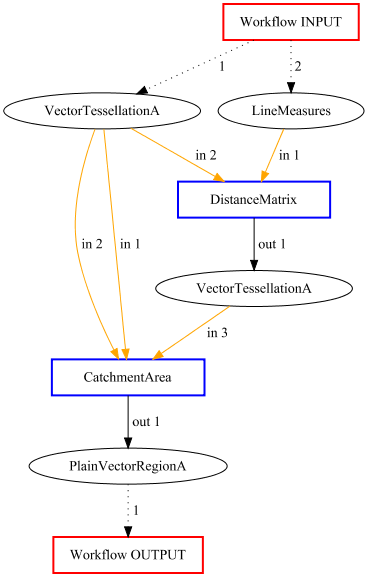 Workflow INPUT
1
2
VectorTessellationA
LineMeasures
in 2
in 1
DistanceMatrix
in 2
in 1
out 1
VectorTessellationA
in 3
CatchmentArea
out 1
PlainVectorRegionA
1
Workflow OUTPUT